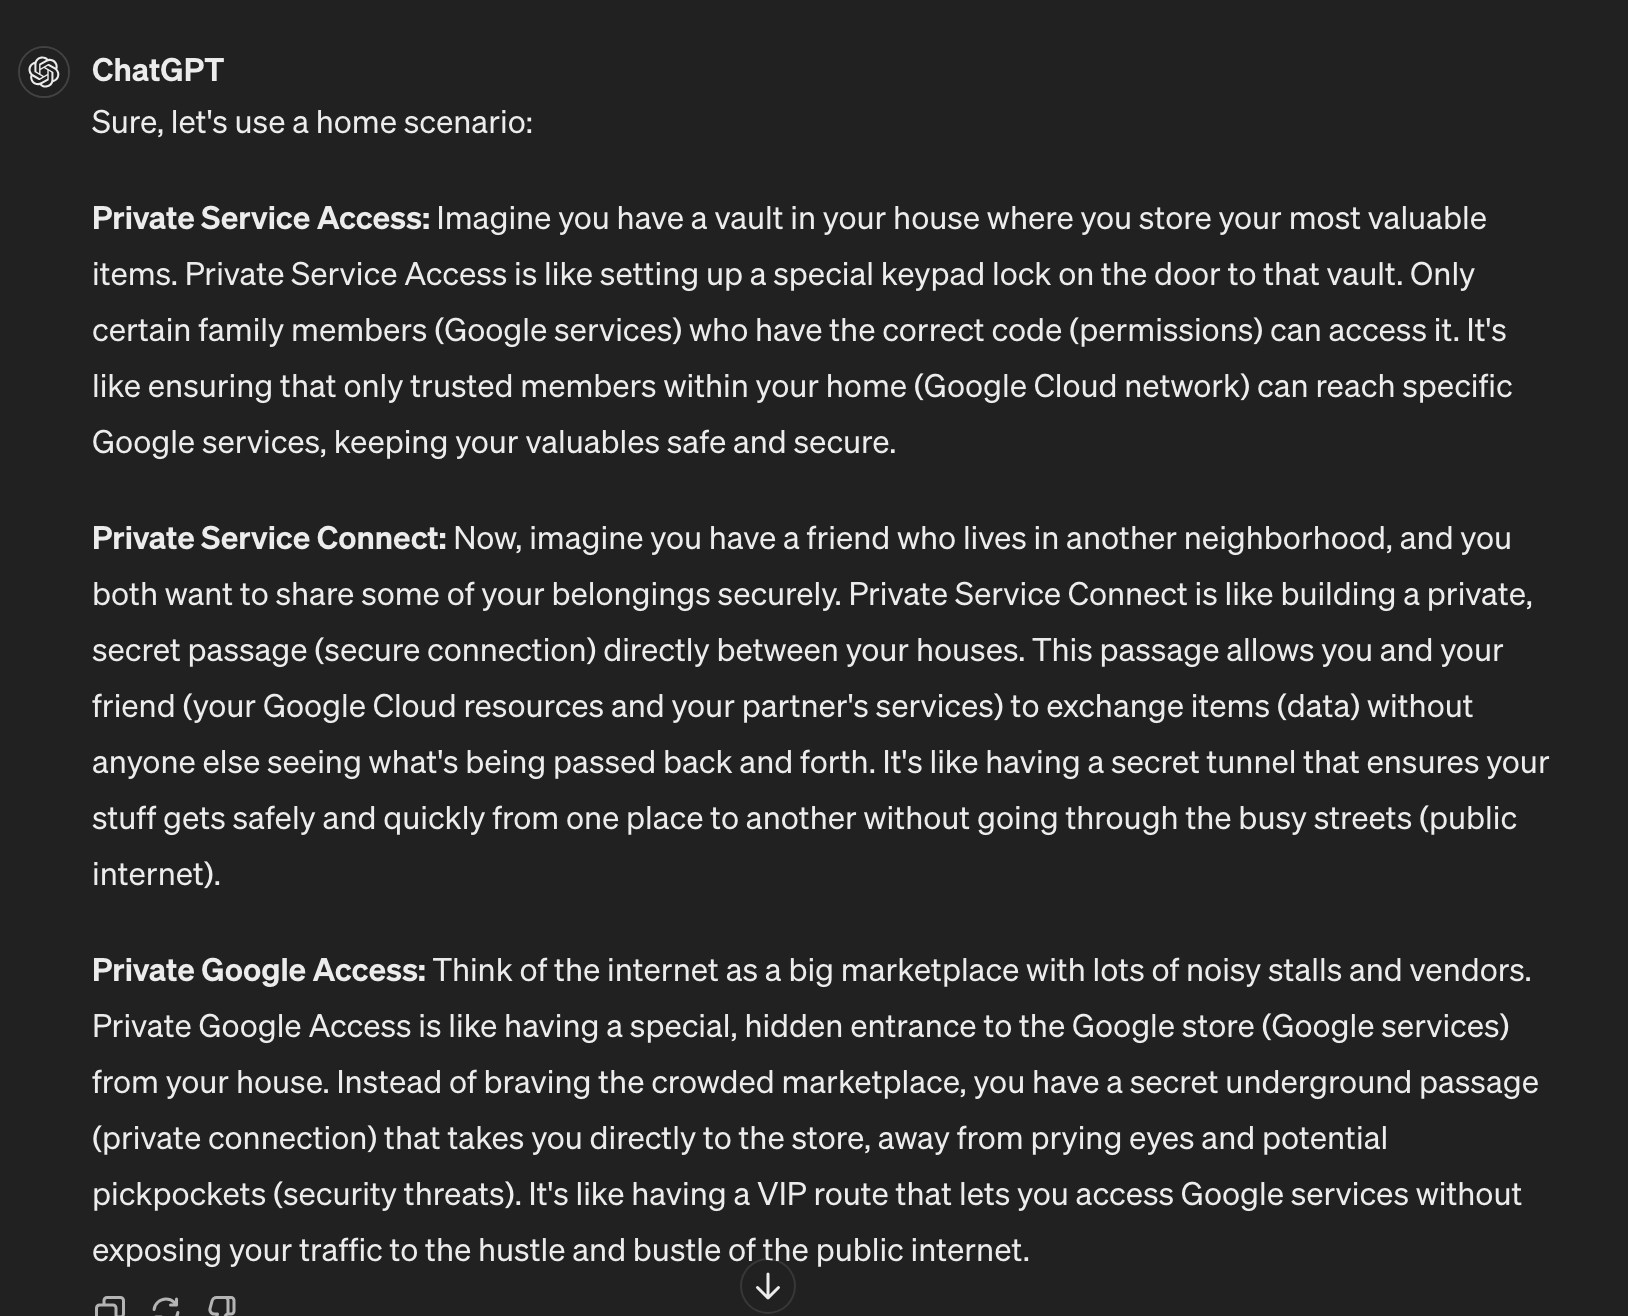 ChatGPT
Sure, let's use a home scenario:
Private Service Access: Imagine you have a vault in your house where you store your most valuable
items. Private Service Access is like setting up a special keypad lock on the door to that vault. Only
certain family members (Google services) who have the correct code (permissions) can access it. It's
like ensuring that only trusted members within your home (Google Cloud network) can reach specific
Google services, keeping your valuables safe and secure.
Private Service Connect: Now, imagine you have a friend who lives in another neighborhood, and you
both want to share some of your belongings securely. Private Service Connect is like building a private,
secret passage (secure connection) directly between your houses. This passage allows you and your
friend (your Google Cloud resources and your partner's services) to exchange items (data) without
anyone else seeing what's being passed back and forth. It's like having a secret tunnel that ensures your
stuff gets safely and quickly from one place to another without going through the busy streets (public
internet).
Private Google Access: Think of the internet as a big marketplace with lots of noisy stalls and vendors.
Private Google Access is like having a special, hidden entrance to the Google store (Google services)
from your house. Instead of braving the crowded marketplace, you have a secret underground passage
(private connection) that takes you directly to the store, away from prying eyes and potential
pickpockets (security threats). It's like having a VIP route that lets you access Google services without
exposing your traffic to the hustle and bustle of the public internet.